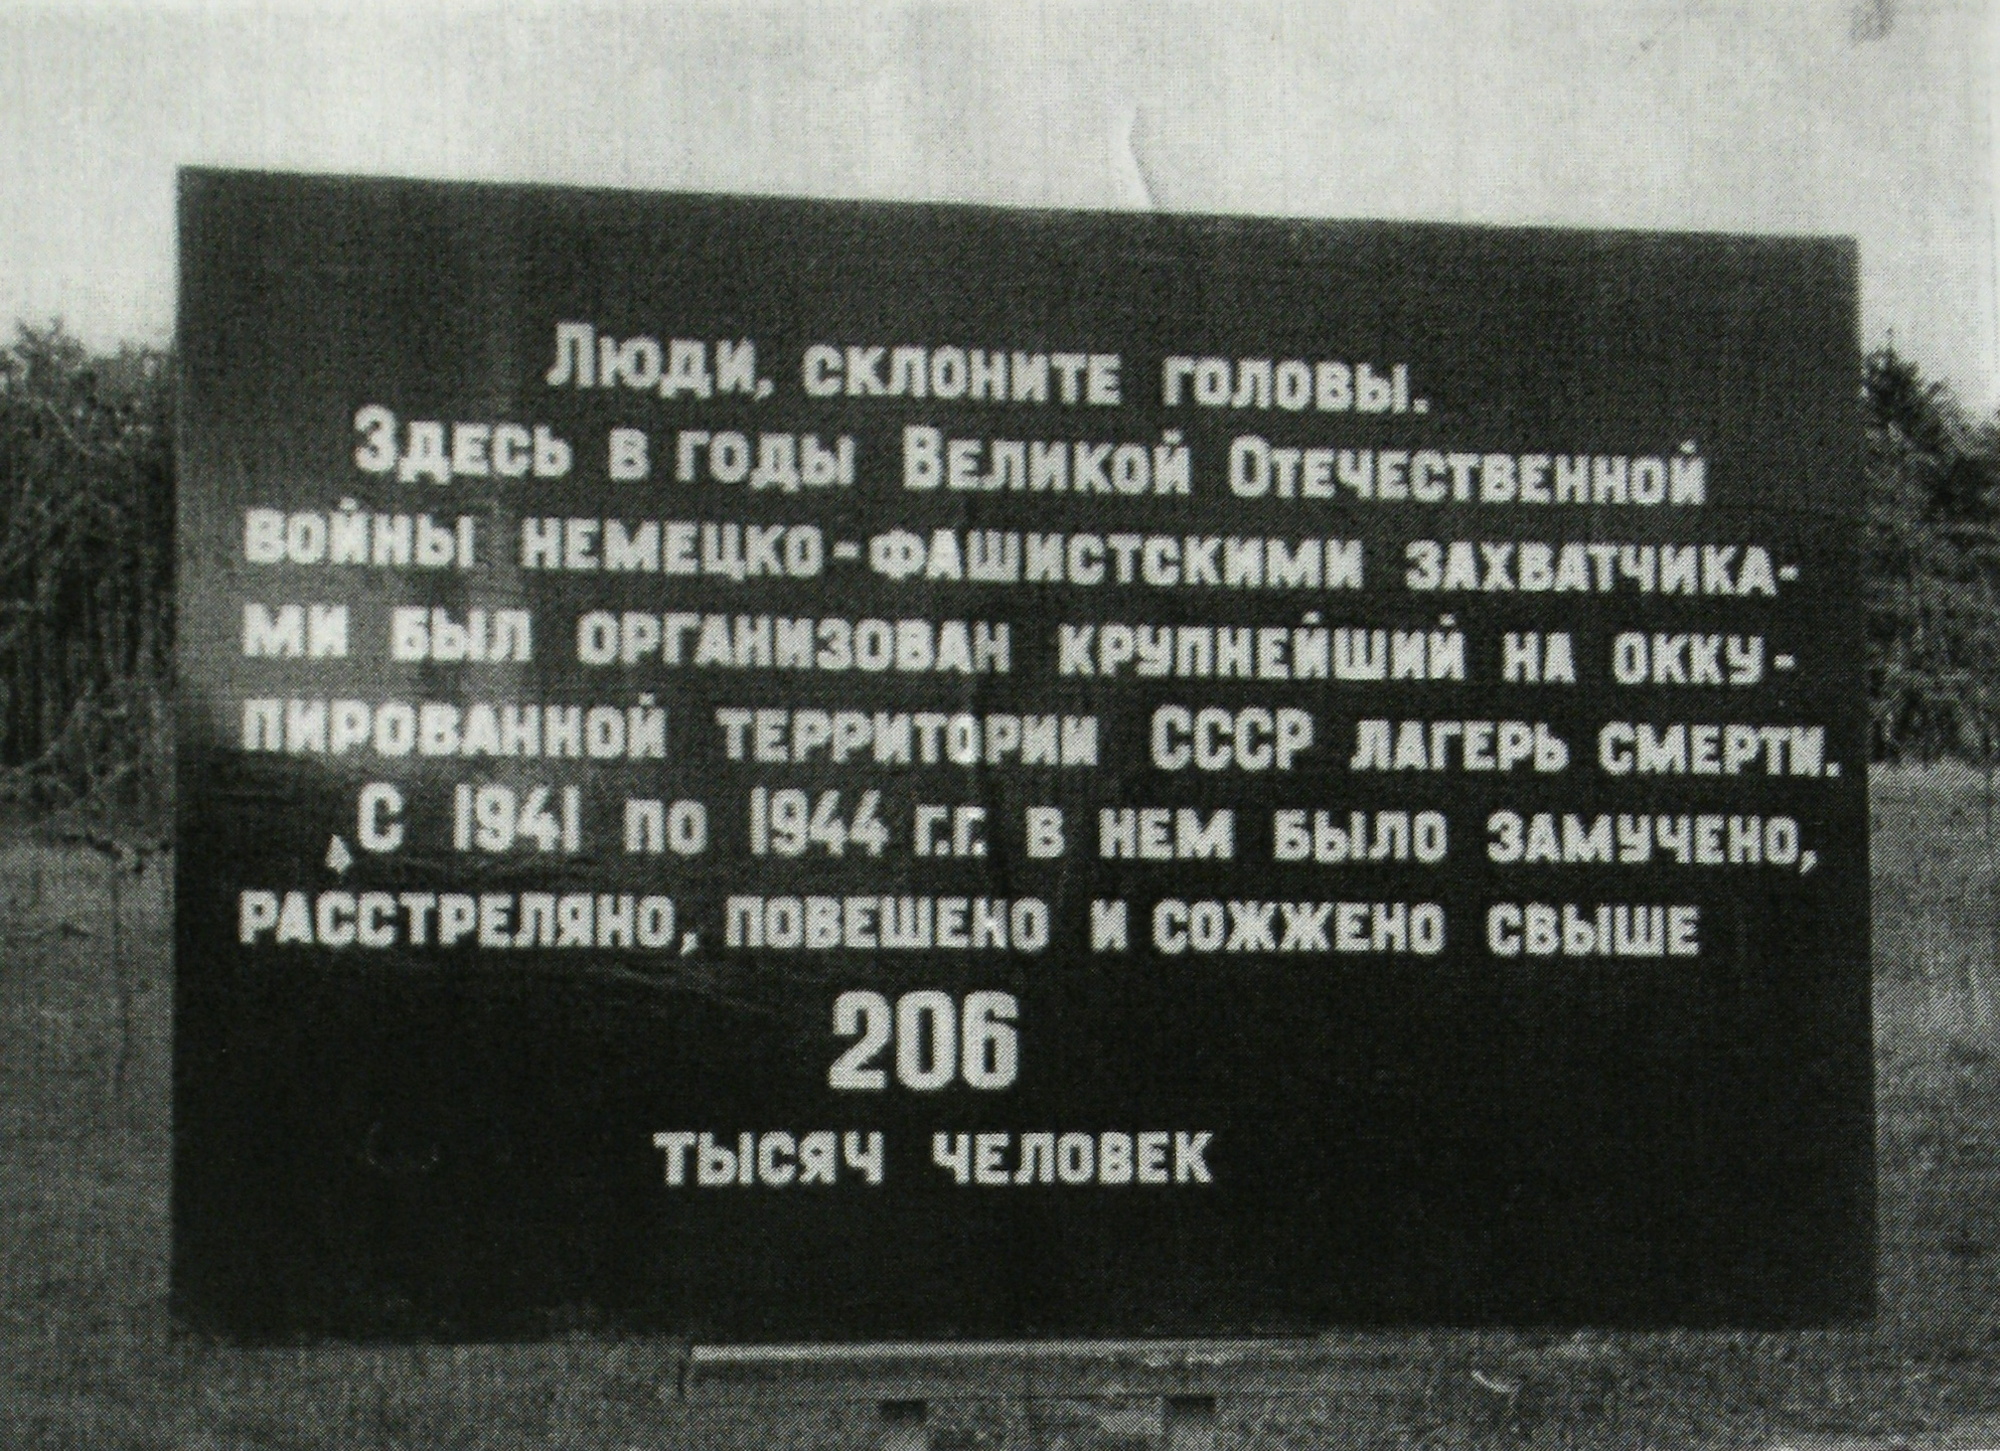 Люди, склоните головы.
Здесь в годы Великой Отечественной
войны немецко-фашистскими захватчика-
ми был организован крупнейший на окку-
пированной территории СССР лагерь смерти.
С 1941 по 1944 г.г. в нем было замучено,
расстреляно, повешено и сожжено свыше
206
тысяч человек